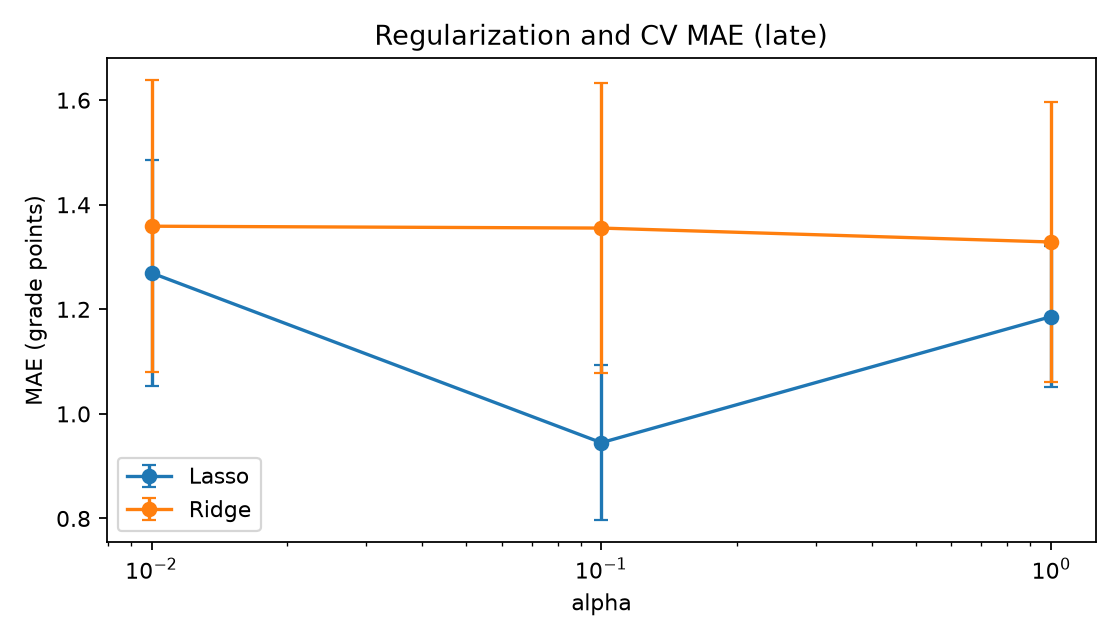 Regularization and CV MAE (late)
MAE (grade points)
1.6
1.4
1.2
1.0
0.8
Lasso
Ridge
10⁻²
10⁻¹
10⁰
alpha